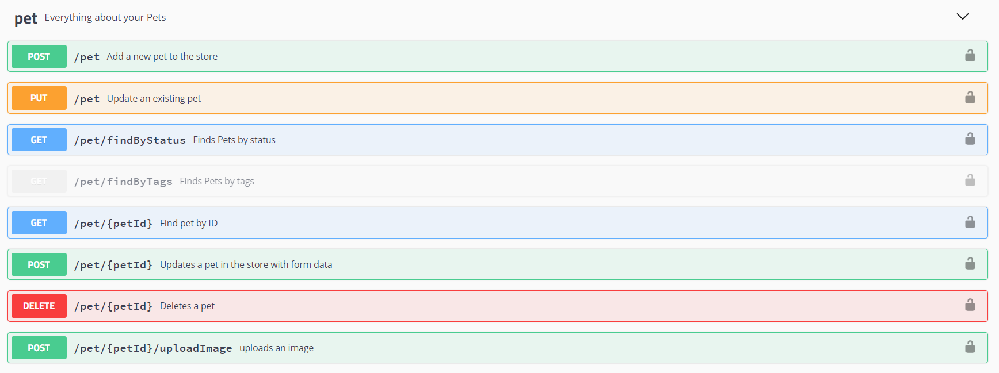 pet Everything about your Pets
POST /pet Add a new pet to the store
PUT /pet Update an existing pet
GET /pet/findByStatus Finds Pets by status
GET /pet/findByTags Finds Pets by tags
GET /pet/{petId} Find pet by ID
POST /pet/{petId} Updates a pet in the store with form data
DELETE /pet/{petId} Deletes a pet
POST /pet/{petId}/uploadImage uploads an image